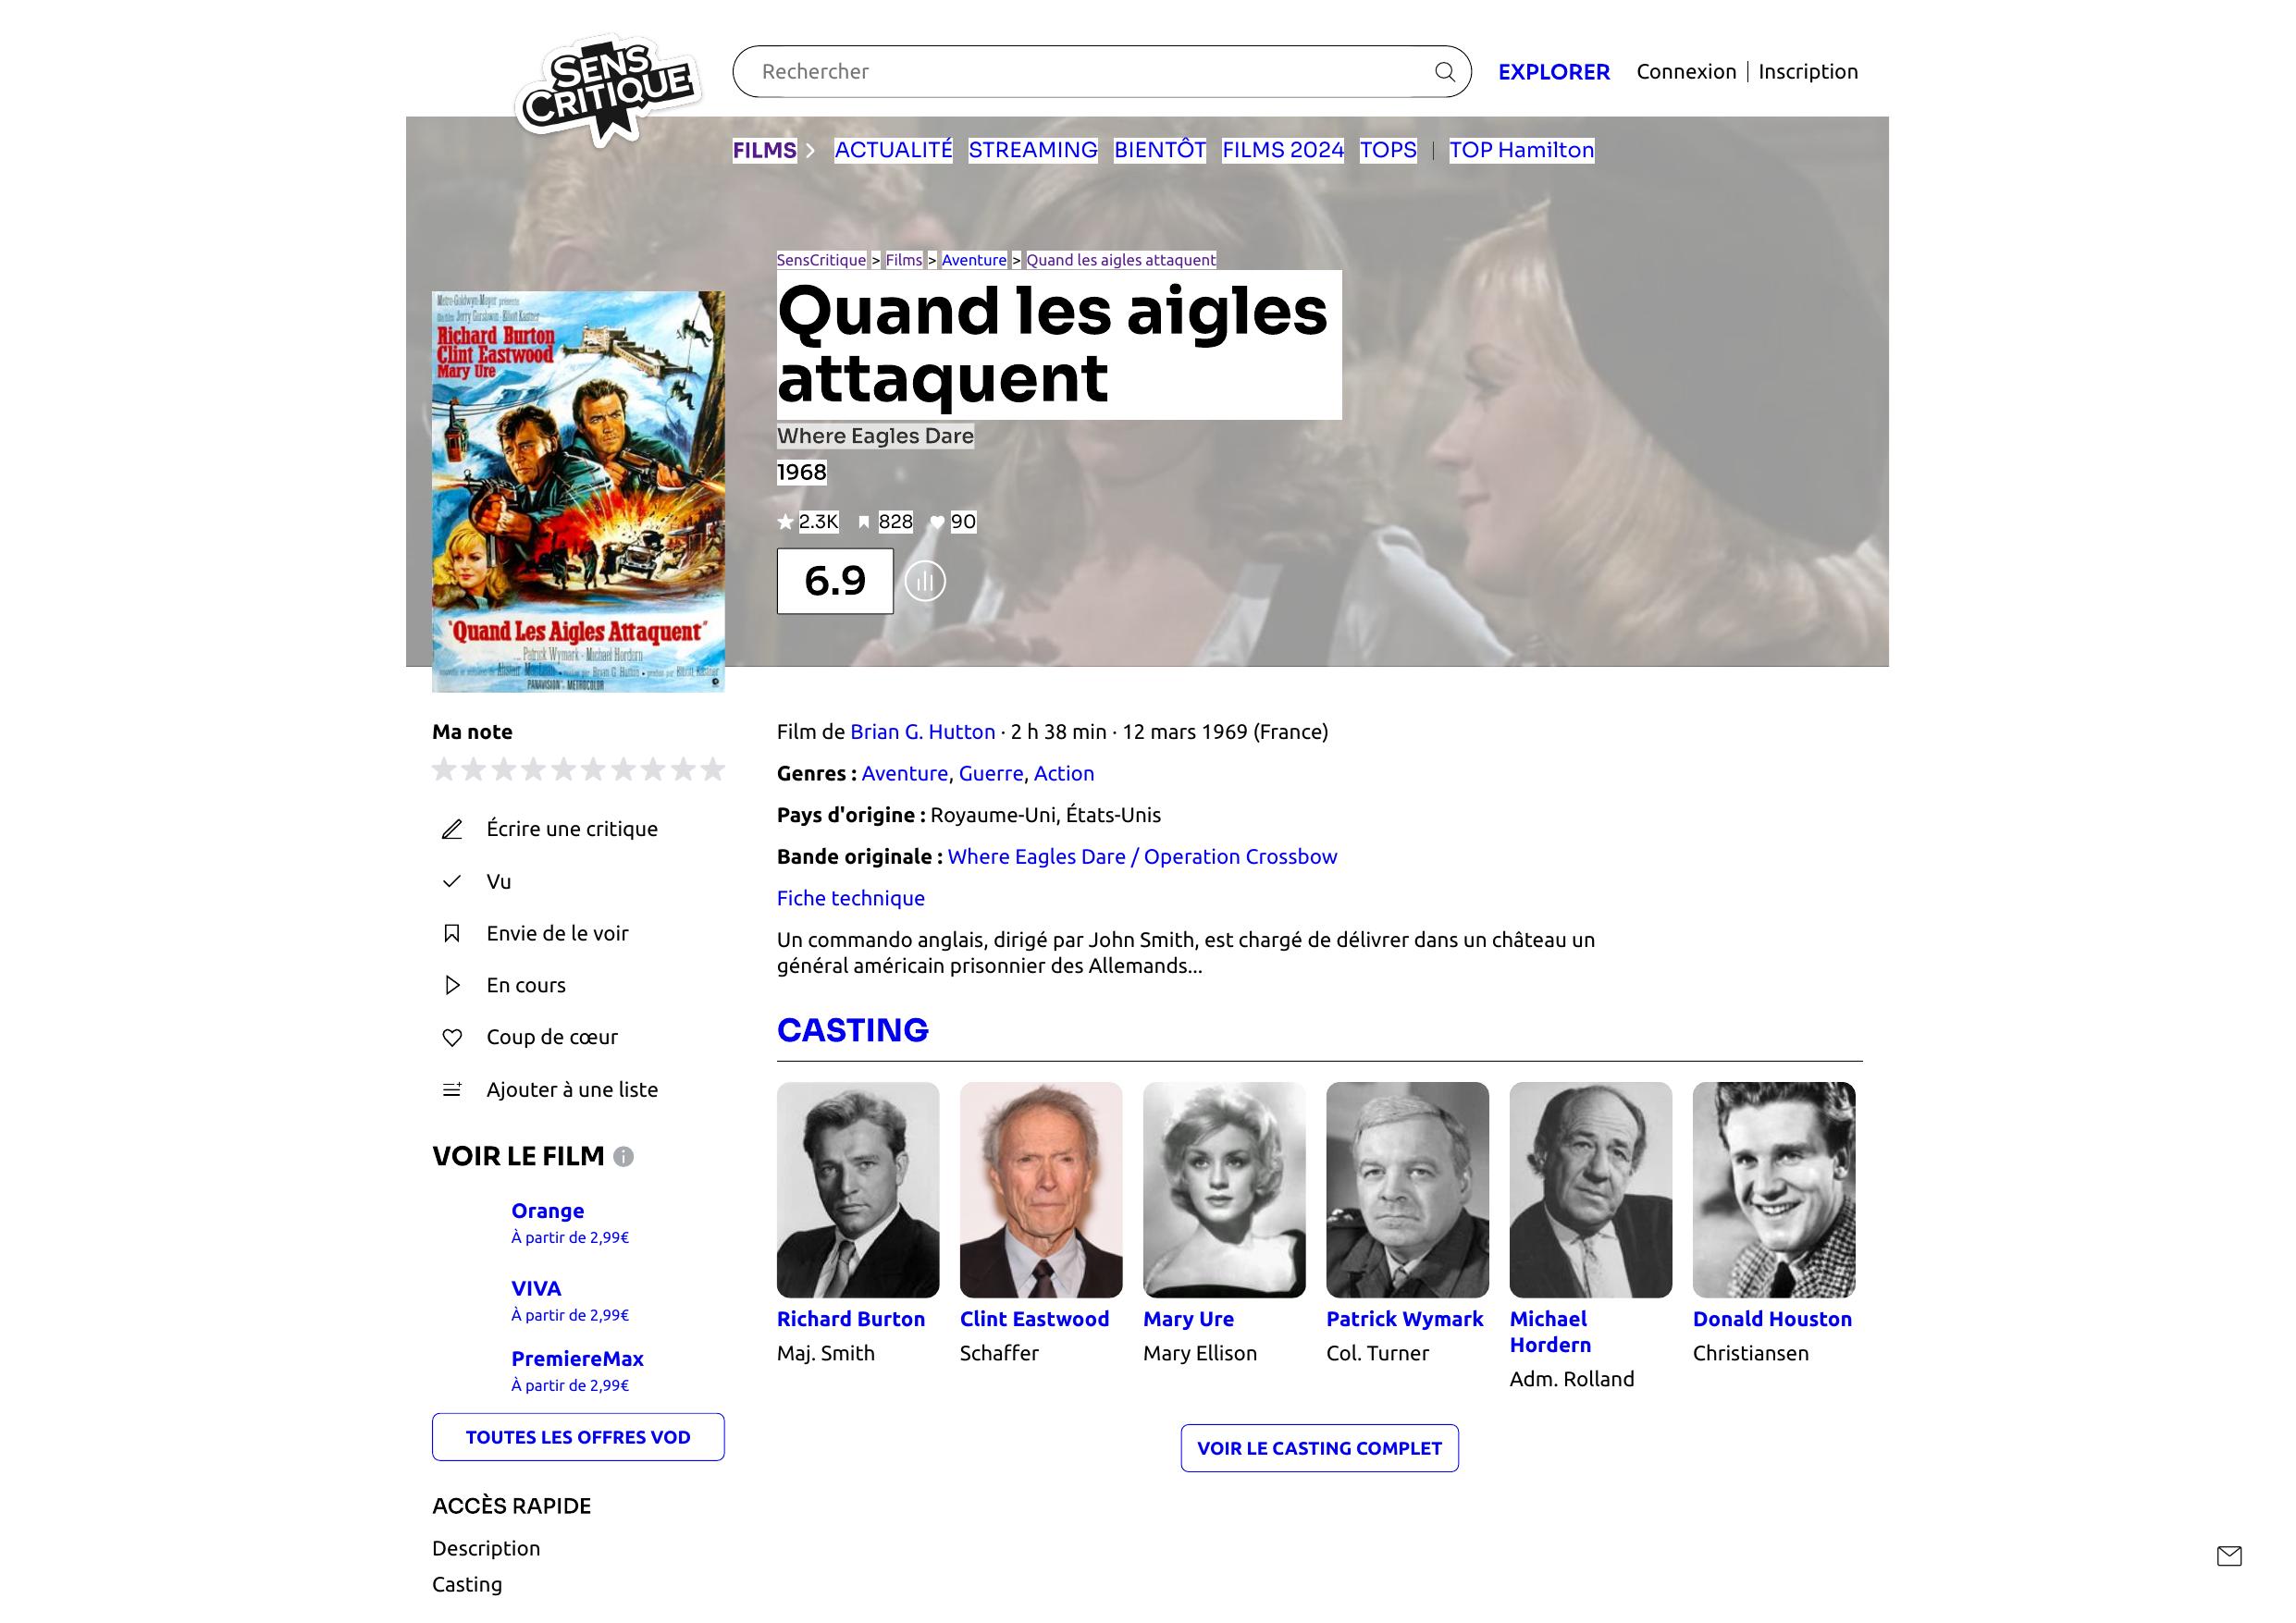 SENS
CRITIQUE
Rechercher
EXPLORER
Connexion | Inscription
FILMS
ACTUALITÉ
STREAMING
BIENTÔT
FILMS 2024
TOPS
TOP Hamilton
SensCritique > Films > Aventure > Quand les aigles attaquent
Quand les aigles
attaquent
Where Eagles Dare
1968
2.3K 828 90
6.9
Metro-Goldwyn-Mayer présente
Richard Burton
Clint Eastwood
Mary Ure
"Quand Les Aigles Attaquent"
Patrick Wymark - Michael Hordern
PANAVISION METROCOLOR
Ma note
Écrire une critique
Vu
Envie de le voir
En cours
Coup de cœur
Ajouter à une liste
VOIR LE FILM
Orange
À partir de 2,99€
VIVA
À partir de 2,99€
PremiereMax
À partir de 2,99€
TOUTES LES OFFRES VOD
ACCÈS RAPIDE
Description
Casting
Film de Brian G. Hutton · 2 h 38 min · 12 mars 1969 (France)
Genres : Aventure, Guerre, Action
Pays d'origine : Royaume-Uni, États-Unis
Bande originale : Where Eagles Dare / Operation Crossbow
Fiche technique
Un commando anglais, dirigé par John Smith, est chargé de délivrer dans un château un
général américain prisonnier des Allemands...
CASTING
Richard Burton
Maj. Smith
Clint Eastwood
Schaffer
Mary Ure
Mary Ellison
Patrick Wymark
Col. Turner
Michael
Hordern
Adm. Rolland
Donald Houston
Christiansen
VOIR LE CASTING COMPLET